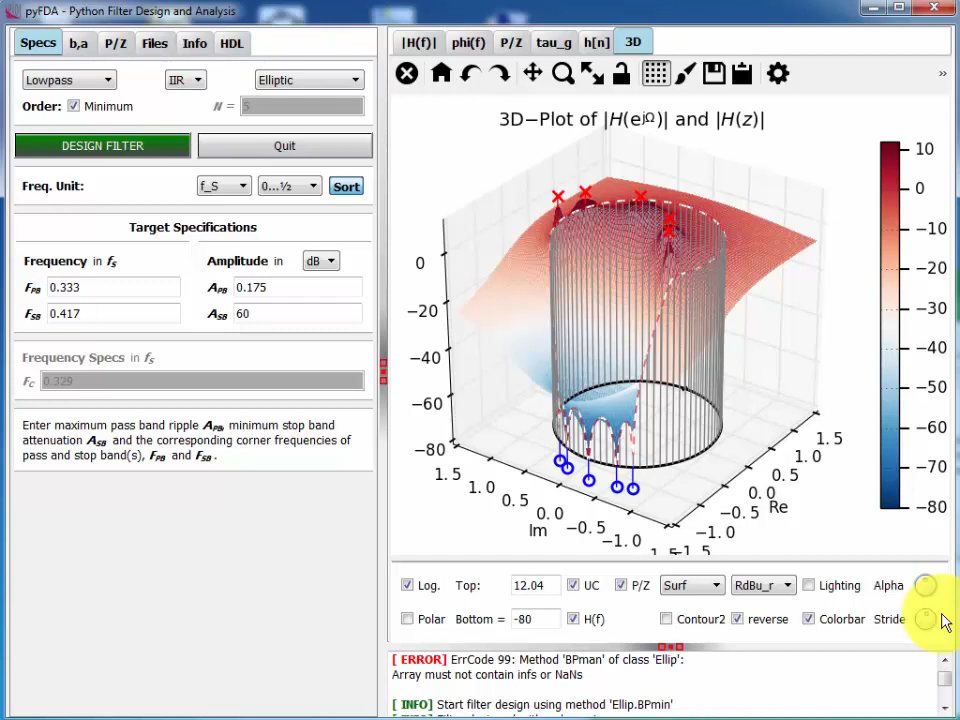 pyFDA - Python Filter Design and Analysis
Specs b,a P/Z Files Info HDL
Lowpass IIR Elliptic
Order: Minimum N = 5
DESIGN FILTER Quit
Freq. Unit: f_S 0...½ Sort
Target Specifications
Frequency in fS Amplitude in dB
FPB 0.333 APB 0.175
FSB 0.417 ASB 60
Frequency Specs in fS
FC 0.329
Enter maximum pass band ripple APB, minimum stop band
attenuation ASB and the corresponding corner frequencies of
pass and stop band(s), FPB and FSB .
|H(f)| phi(f) P/Z tau_g h[n] 3D
»
3D−Plot of |H(e^jΩ)| and |H(z)|
0
−20
−40
−60
−80
1.5
1.0
0.5
0.0
−0.5
−1.0
Im
1.5
1.0
0.5
0.0
−0.5
−1.0
Re
10
0
−10
−20
−30
−40
−50
−60
−70
−80
Log. Top: 12.04 UC P/Z Surf RdBu_r Lighting Alpha
Polar Bottom = -80 H(f) Contour2 reverse Colorbar Stride
[ ERROR] ErrCode 99: Method 'BPman' of class 'Ellip':
Array must not contain infs or NaNs
[ INFO] Start filter design using method 'Ellip.BPmin'